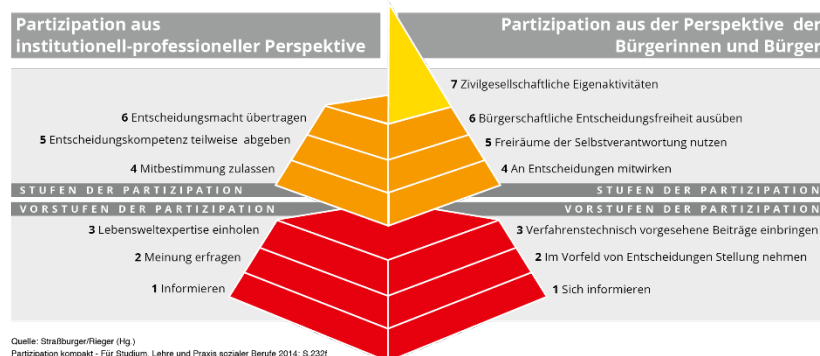 Partizipation aus
institutionell-professioneller Perspektive
Partizipation aus der Perspektive der
Bürgerinnen und Bürger
7 Zivilgesellschaftliche Eigenaktivitäten
6 Entscheidungsmacht übertragen
6 Bürgerschaftliche Entscheidungsfreiheit ausüben
5 Entscheidungskompetenz teilweise abgeben
5 Freiräume der Selbstverantwortung nutzen
4 Mitbestimmung zulassen
4 An Entscheidungen mitwirken
STUFEN DER PARTIZIPATION
STUFEN DER PARTIZIPATION
VORSTUFEN DER PARTIZIPATION
VORSTUFEN DER PARTIZIPATION
3 Lebensweltexpertise einholen
3 Verfahrenstechnisch vorgesehene Beiträge einbringen
2 Meinung erfragen
2 Im Vorfeld von Entscheidungen Stellung nehmen
1 Informieren
1 Sich informieren
Quelle: Straßburger/Rieger (Hg.)
Partizipation kompakt - Für Studium, Lehre und Praxis sozialer Berufe 2014; S.232f